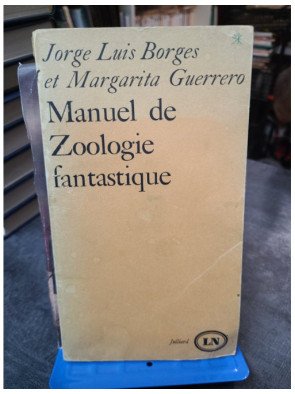 Jorge Luis Borges
et Margarita Guerrero
Manuel de
Zoologie
fantastique
Julliard
LN